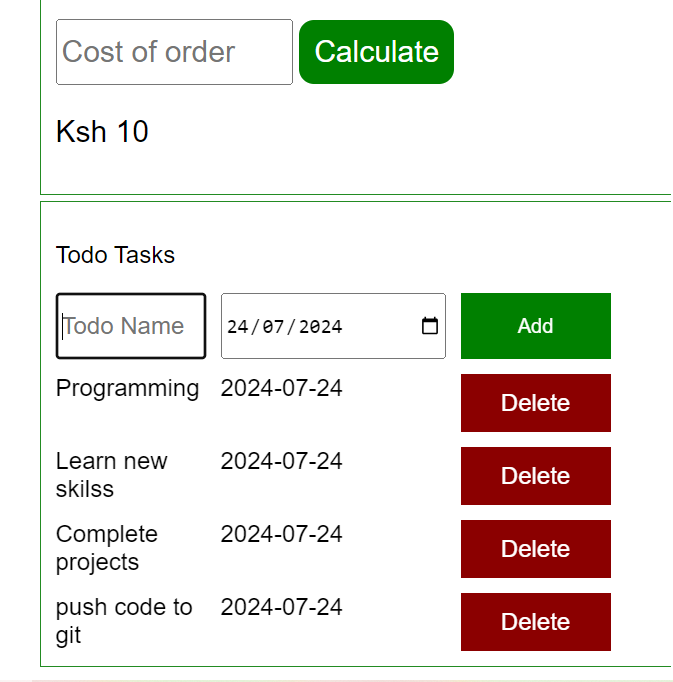 Cost of order Calculate
Ksh 10
Todo Tasks
Todo Name 24/07/2024 Add
Programming 2024-07-24 Delete
Learn new 2024-07-24 Delete
skilss
Complete 2024-07-24 Delete
projects
push code to 2024-07-24 Delete
git